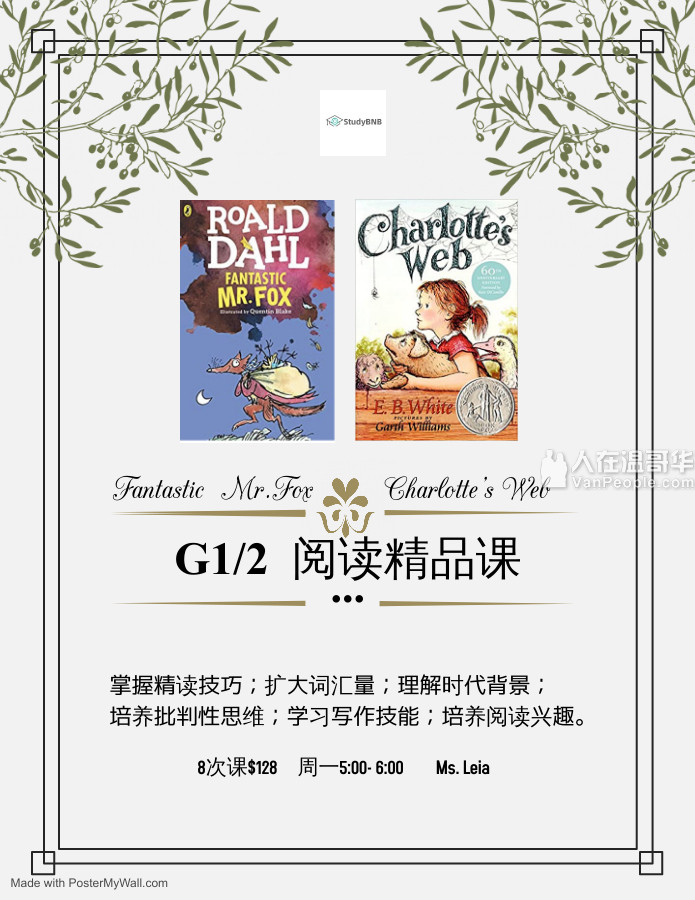 StudyBNB
ROALD
DAHL
FANTASTIC
MR. FOX
Illustrated by Quentin Blake
Charlotte's
Web
60TH
ANNIVERSARY
EDITION
E. B. White
PICTURES BY
Garth Williams
人在温哥华
VanPeople.com
Fantastic Mr.Fox Charlotte's Web
G1/2 阅读精品课
•••
掌握精读技巧；扩大词汇量；理解时代背景；
培养批判性思维；学习写作技能；培养阅读兴趣。
8次课$128 周一5:00- 6:00 Ms. Leia
Made with PosterMyWall.com